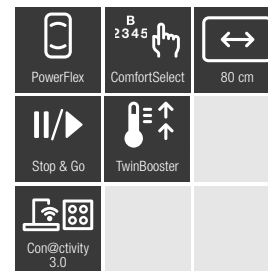 B
2345
PowerFlex
ComfortSelect
80 cm
Stop & Go
TwinBooster
Con@ctivity
3.0